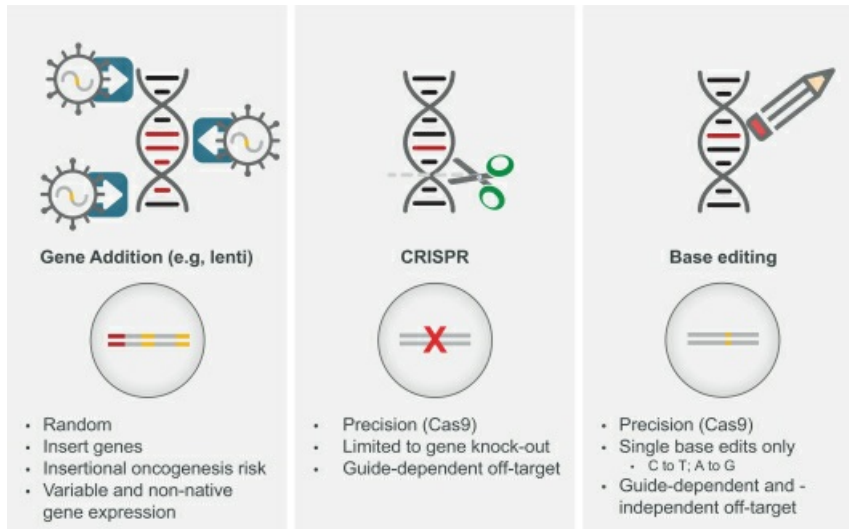 Gene Addition (e.g, lenti)
• Random
• Insert genes
• Insertional oncogenesis risk
• Variable and non-native
gene expression
CRISPR
X
• Precision (Cas9)
• Limited to gene knock-out
• Guide-dependent off-target
Base editing
• Precision (Cas9)
• Single base edits only
• C to T; A to G
• Guide-dependent and -
independent off-target